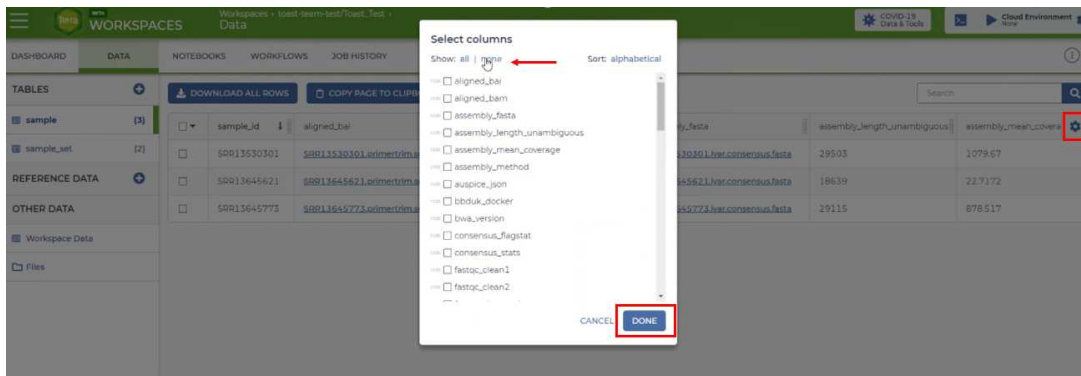 Terra
BETA
WORKSPACES
Workspaces › toast-team-test/Toast_Test ›
Data
COVID-19
Data & Tools
Cloud Environment
None
DASHBOARD DATA NOTEBOOKS WORKFLOWS JOB HISTORY
TABLES
DOWNLOAD ALL ROWS
COPY PAGE TO CLIPB
Search
sample (3)
sample_id
aligned_bai
ly_fasta
assembly_length_unambiguous
assembly_mean_covera
sample_set (2)
SRR13530301
SRR13530301.primertrim.s
530301.ivar.consensus.fasta
29503
1079.67
REFERENCE DATA
SRR13645621
SRR13645621.primertrim.s
645621.ivar.consensus.fasta
18639
22.7172
OTHER DATA
SRR13645773
SRR13645773.primertrim.s
645773.ivar.consensus.fasta
29115
878.517
Workspace Data
Files
Select columns
Show: all | none
Sort: alphabetical
aligned_bai
aligned_bam
assembly_fasta
assembly_length_unambiguous
assembly_mean_coverage
assembly_method
auspice_json
bbduk_docker
bwa_version
consensus_flagstat
consensus_stats
fastqc_clean1
fastqc_clean2
CANCEL
DONE